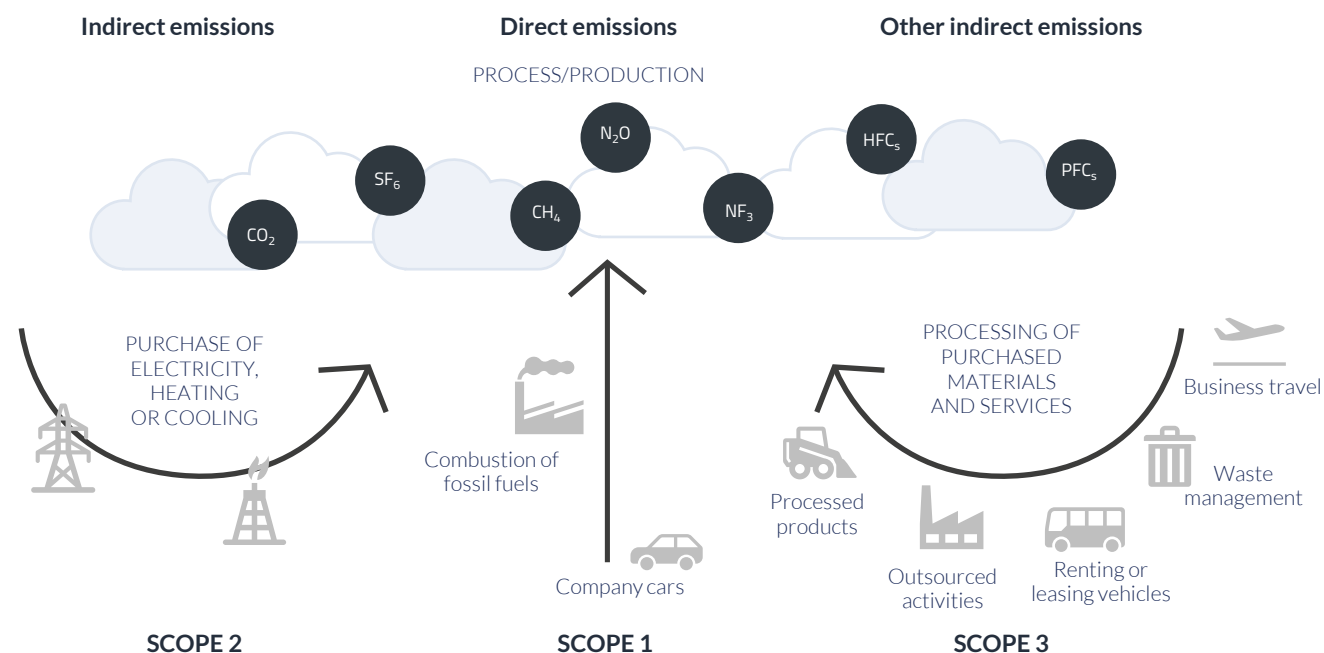 Indirect emissions
Direct emissions
Other indirect emissions
PROCESS/PRODUCTION
CO₂
SF₆
CH₄
N₂O
NF₃
HFCₛ
PFCₛ
PURCHASE OF
ELECTRICITY,
HEATING
OR COOLING
Combustion of
fossil fuels
Company cars
PROCESSING OF
PURCHASED
MATERIALS
AND SERVICES
Business travel
Waste
management
Processed
products
Outsourced
activities
Renting or
leasing vehicles
SCOPE 2
SCOPE 1
SCOPE 3